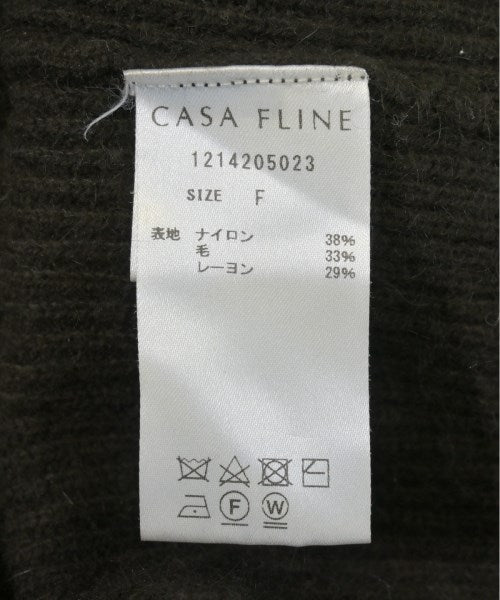 CASA FLINE
1214205023
SIZE F
表地 ナイロン 38%
毛 33%
レーヨン 29%
F W